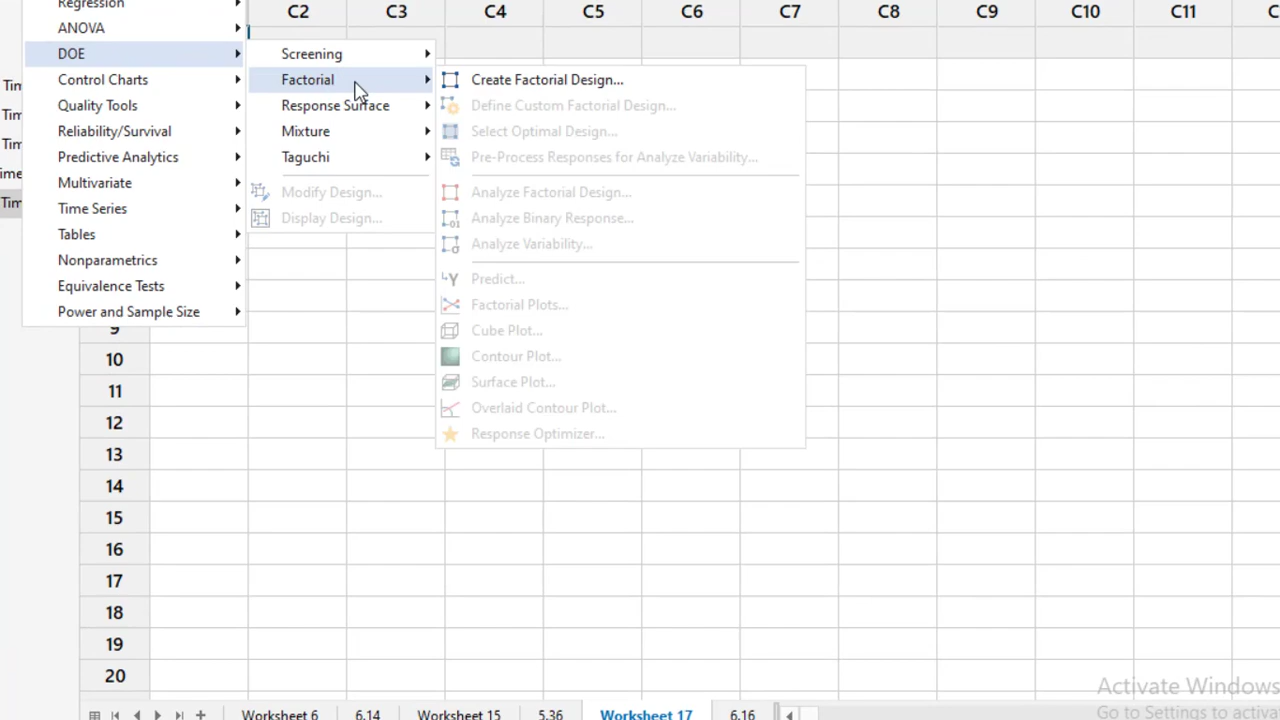 C2 C3 C4 C5 C6 C7 C8 C9 C10 C11
Regression
ANOVA
DOE
Control Charts
Quality Tools
Reliability/Survival
Predictive Analytics
Multivariate
Time Series
Tables
Nonparametrics
Equivalence Tests
Power and Sample Size
Screening
Factorial
Response Surface
Mixture
Taguchi
Modify Design...
Display Design...
Create Factorial Design...
Define Custom Factorial Design...
Select Optimal Design...
Pre-Process Responses for Analyze Variability...
Analyze Factorial Design...
Analyze Binary Response...
Analyze Variability...
Predict...
Factorial Plots...
Cube Plot...
Contour Plot...
Surface Plot...
Overlaid Contour Plot...
Response Optimizer...
9
10
11
12
13
14
15
16
17
18
19
20
Activate Windows
Go to Settings to activa
Worksheet 6 6.14 Worksheet 15 5.36 Worksheet 17 6.16